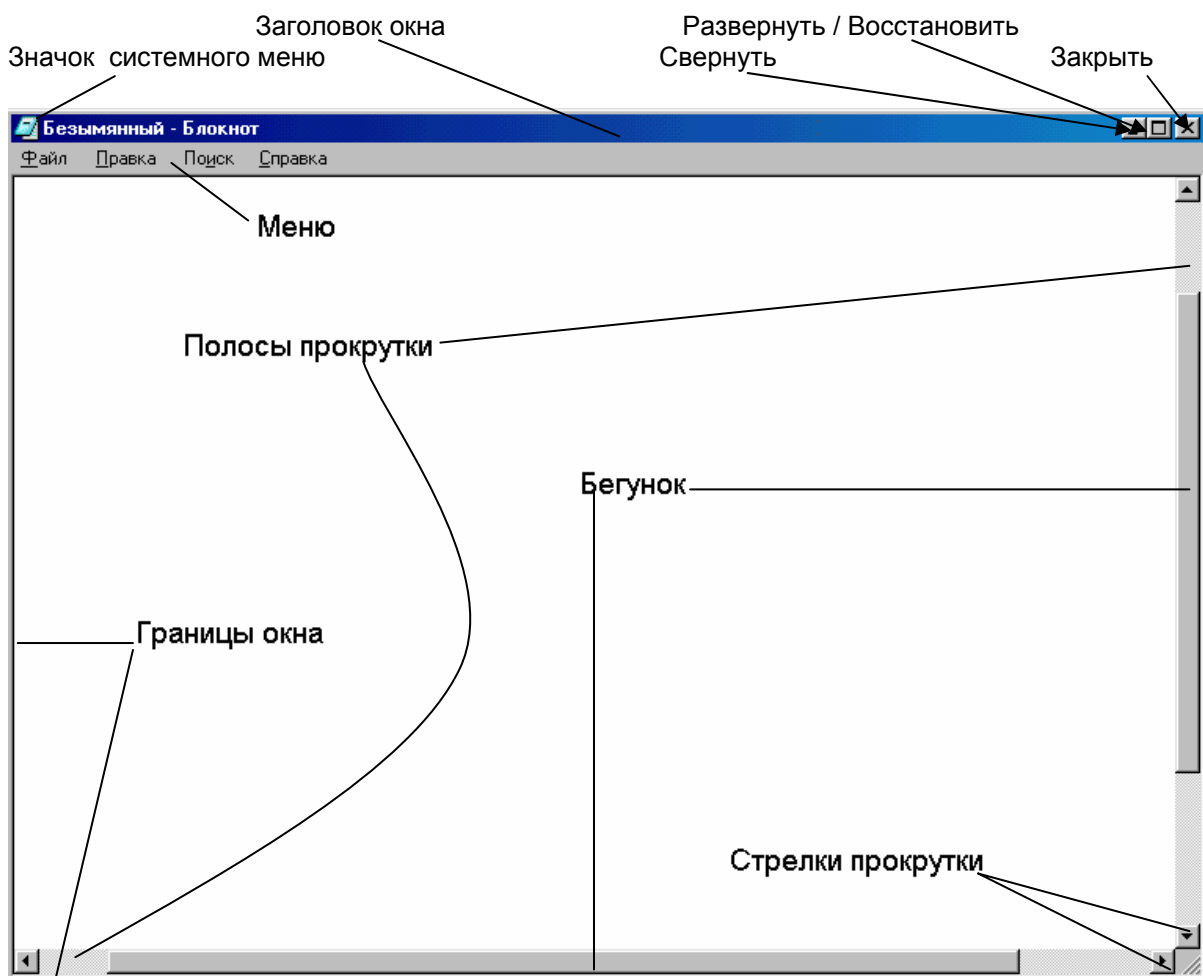 Заголовок окна
Развернуть / Восстановить
Значок системного меню
Свернуть
Закрыть
Безымянный - Блокнот
Файл Правка Поиск Справка
Меню
Полосы прокрутки
Бегунок
Границы окна
Стрелки прокрутки